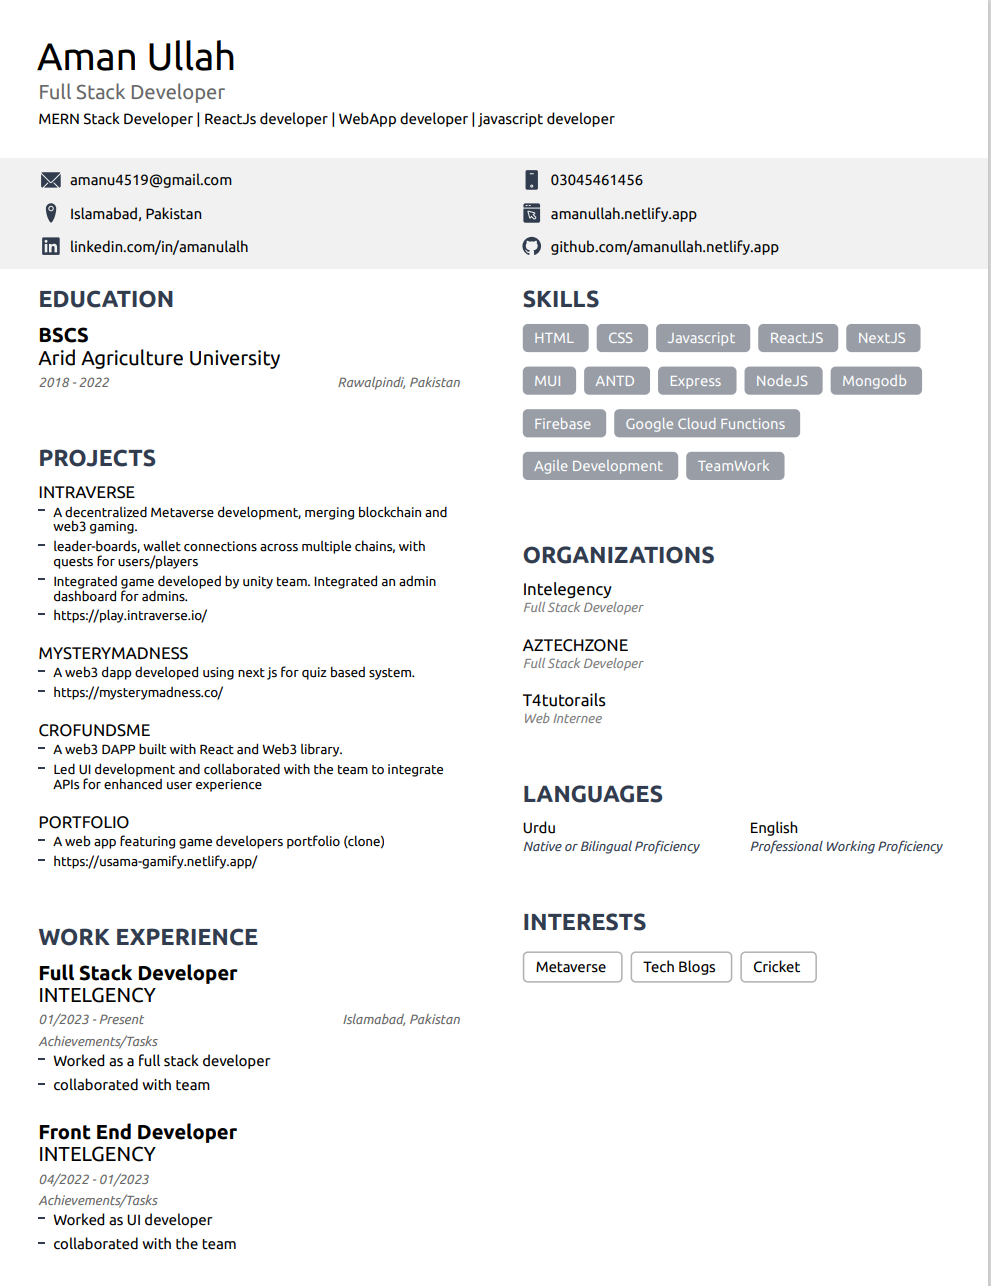 Aman Ullah
Full Stack Developer
MERN Stack Developer | ReactJs developer | WebApp developer | javascript developer
amanu4519@gmail.com
03045461456
Islamabad, Pakistan
amanullah.netlify.app
linkedin.com/in/amanulalh
github.com/amanullah.netlify.app
EDUCATION
BSCS
Arid Agriculture University
2018 - 2022
Rawalpindi, Pakistan
PROJECTS
INTRAVERSE
– A decentralized Metaverse development, merging blockchain and
web3 gaming.
– leader-boards, wallet connections across multiple chains, with
quests for users/players
– Integrated game developed by unity team. Integrated an admin
dashboard for admins.
– https://play.intraverse.io/
MYSTERYMADNESS
– A web3 dapp developed using next js for quiz based system.
– https://mysterymadness.co/
CROFUNDSME
– A web3 DAPP built with React and Web3 library.
– Led UI development and collaborated with the team to integrate
APIs for enhanced user experience
PORTFOLIO
– A web app featuring game developers portfolio (clone)
– https://usama-gamify.netlify.app/
WORK EXPERIENCE
Full Stack Developer
INTELGENCY
01/2023 - Present
Islamabad, Pakistan
Achievements/Tasks
– Worked as a full stack developer
– collaborated with team
Front End Developer
INTELGENCY
04/2022 - 01/2023
Achievements/Tasks
– Worked as UI developer
– collaborated with the team
SKILLS
HTML CSS Javascript ReactJS NextJS
MUI ANTD Express NodeJS Mongodb
Firebase Google Cloud Functions
Agile Development TeamWork
ORGANIZATIONS
Intelegency
Full Stack Developer
AZTECHZONE
Full Stack Developer
T4tutorails
Web Internee
LANGUAGES
Urdu
Native or Bilingual Proficiency
English
Professional Working Proficiency
INTERESTS
Metaverse Tech Blogs Cricket